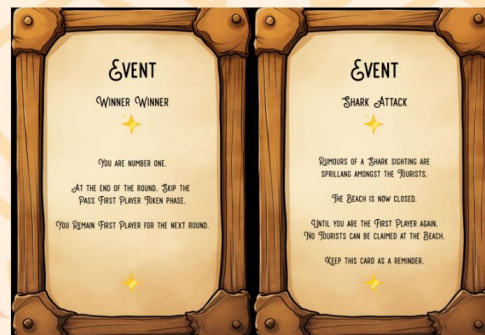 Event
Winner Winner
You are number one.
At the end of the round. Skip the
Pass First Player Token phase.
You Remain First Player for the next round.
Event
Shark Attack
Rumours of a Shark sighting are
sprillang amongst the Tourists.
The Beach is now closed.
Until you are the First Player again.
No Tourists can be claimed at the Beach.
Keep this card as a reminder.